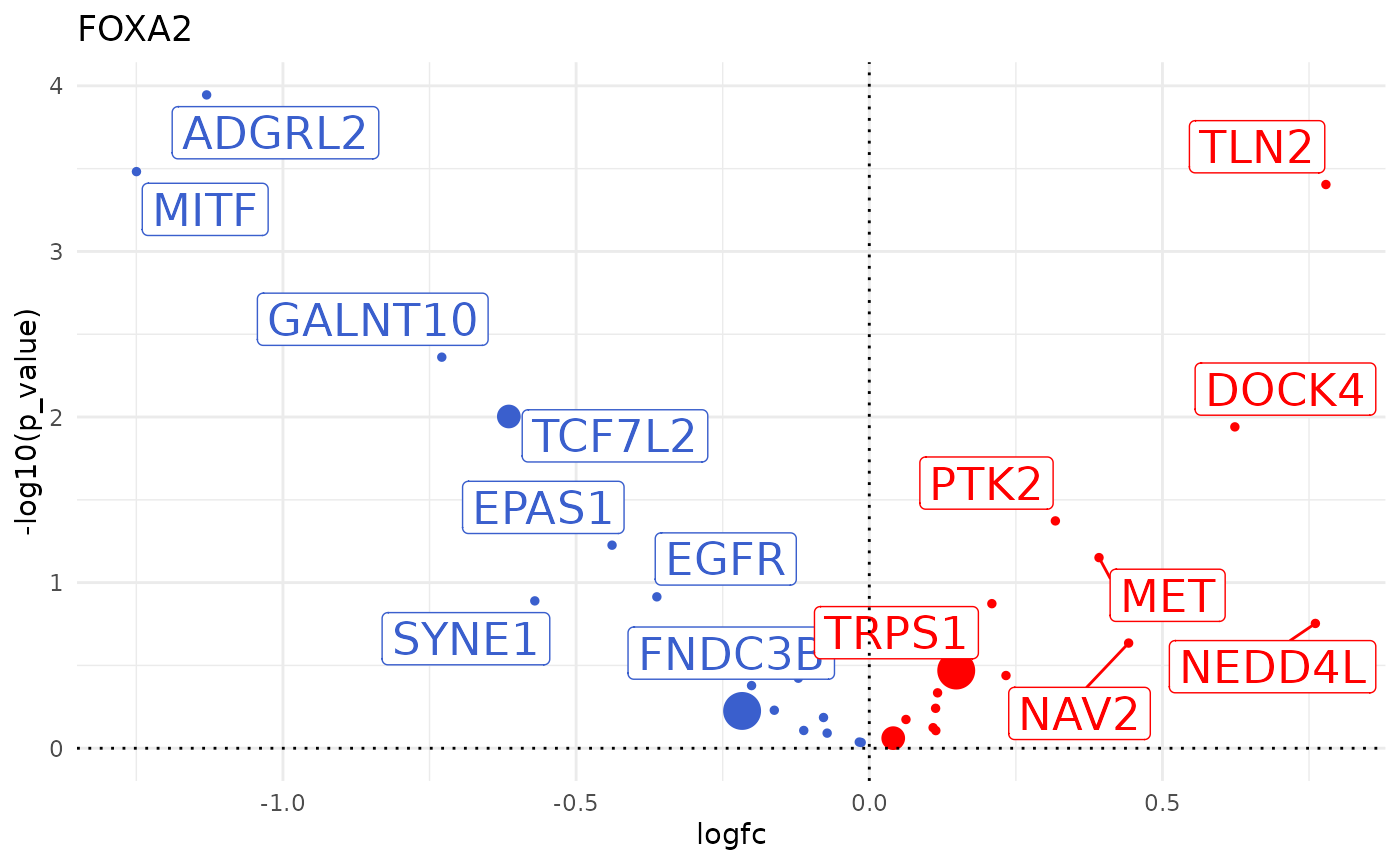 FOXA2
4
ADGRL2
TLN2
MITF
3
GALNT10
DOCK4
2
TCF7L2
PTK2
EPAS1
EGFR
1
MET
SYNE1
FNDC3B
TRPS1
NEDD4L
NAV2
0
-1.0
-0.5
0.0
0.5
logfc
-log10(p_value)